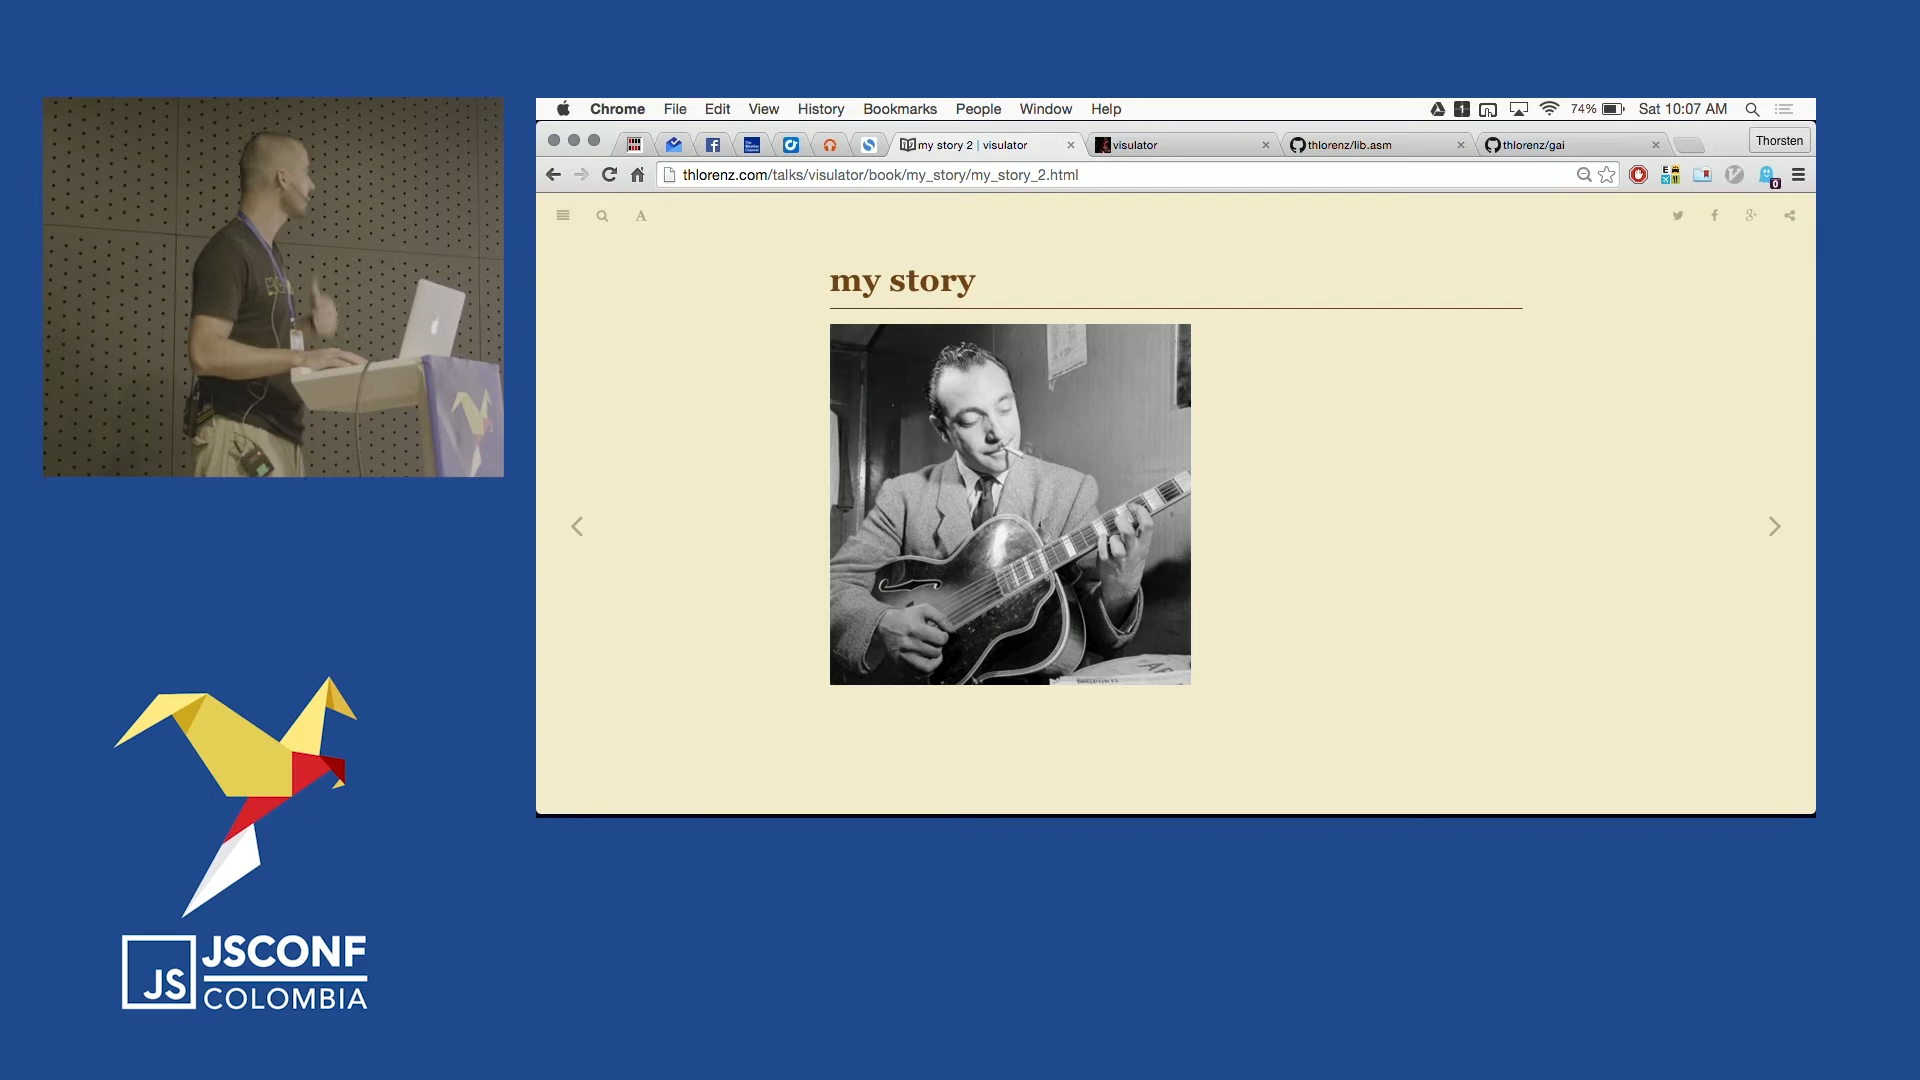 Chrome File Edit View History Bookmarks People Window Help 1 74% Sat 10:07 AM
my story 2 | visulator visulator thlorenz/lib.asm thlorenz/gai Thorsten
thlorenz.com/talks/visulator/book/my_story/my_story_2.html 0
A
my story
JS JSCONF
COLOMBIA